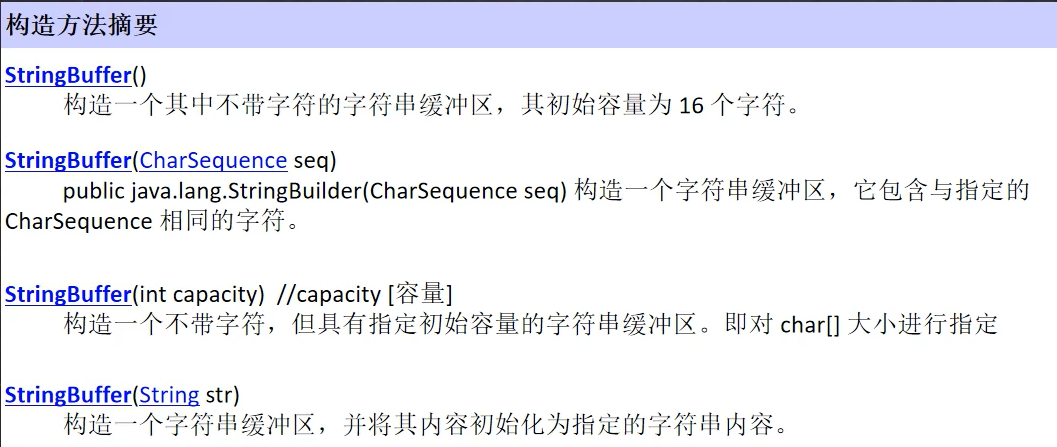 构造方法摘要
StringBuffer()
构造一个其中不带字符的字符串缓冲区，其初始容量为 16 个字符。
StringBuffer(CharSequence seq)
public java.lang.StringBuilder(CharSequence seq) 构造一个字符串缓冲区，它包含与指定的
CharSequence 相同的字符。
StringBuffer(int capacity)  //capacity [容量]
构造一个不带字符，但具有指定初始容量的字符串缓冲区。即对 char[] 大小进行指定
StringBuffer(String str)
构造一个字符串缓冲区，并将其内容初始化为指定的字符串内容。